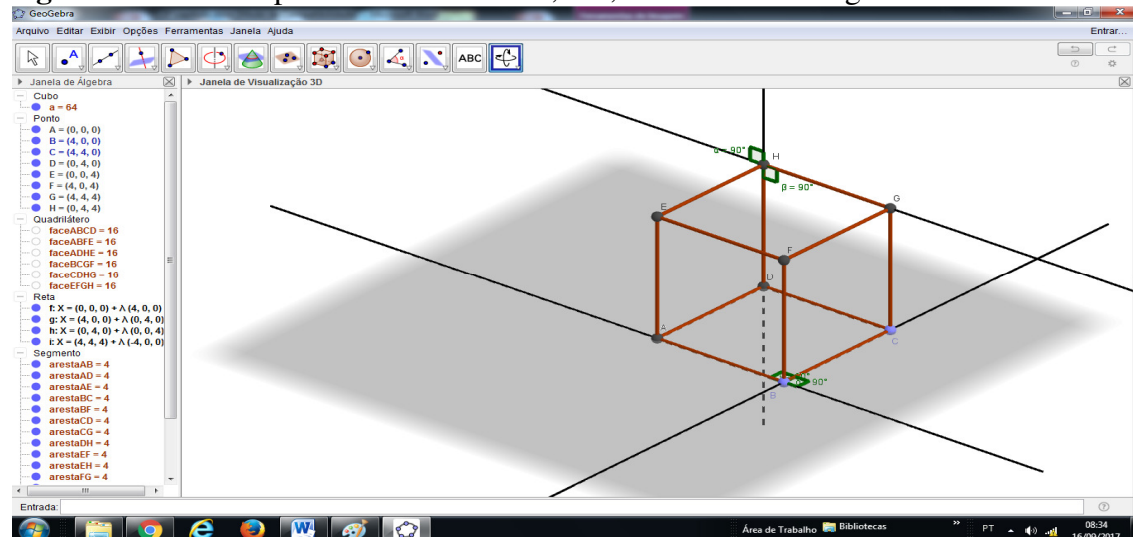 GeoGebra
Arquivo Editar Exibir Opções Ferramentas Janela Ajuda
Entrar...
A
ABC
Janela de Álgebra
Janela de Visualização 3D
Cubo
a = 64
Ponto
A = (0, 0, 0)
B = (4, 0, 0)
C = (4, 4, 0)
D = (0, 4, 0)
E = (0, 0, 4)
F = (4, 0, 4)
G = (4, 4, 4)
H = (0, 4, 4)
Quadrilátero
faceABCD = 16
faceABFE = 16
faceADHE = 16
faceBCGF = 16
faceCDHG = 16
faceEFGH = 16
Reta
f: X = (0, 0, 0) + λ (4, 0, 0)
g: X = (4, 0, 0) + λ (0, 4, 0)
h: X = (0, 4, 0) + λ (0, 0, 4)
i: X = (4, 4, 4) + λ (-4, 0, 0)
Segmento
arestaAB = 4
arestaAD = 4
arestaAE = 4
arestaBC = 4
arestaBF = 4
arestaCD = 4
arestaCG = 4
arestaDH = 4
arestaEF = 4
arestaEH = 4
arestaFG = 4
α = 90°
H
β = 90°
E
G
F
D
A
C
90°
B
Entrada:
Área de Trabalho
Bibliotecas
»
PT
08:34
16/09/2017